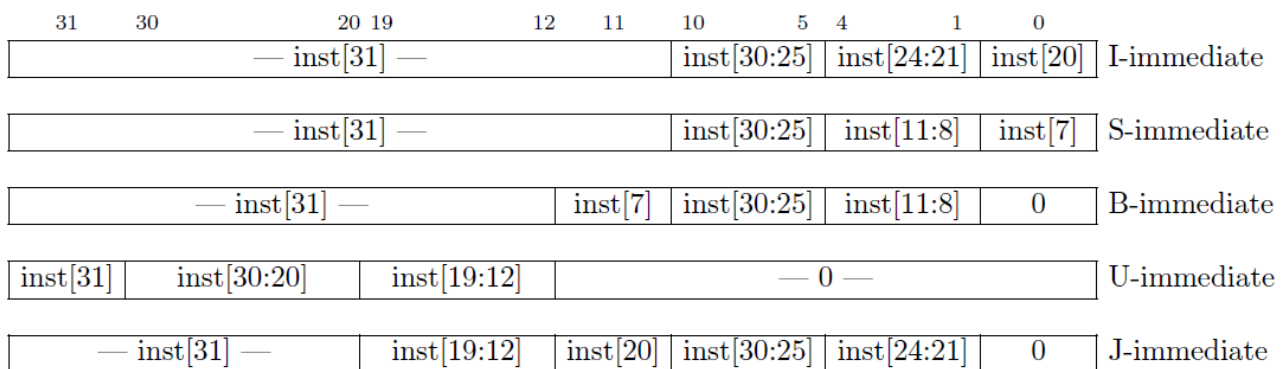 31 30 20 19 12 11 10 5 4 1 0
— inst[31] — inst[30:25] inst[24:21] inst[20] I-immediate
— inst[31] — inst[30:25] inst[11:8] inst[7] S-immediate
— inst[31] — inst[7] inst[30:25] inst[11:8] 0 B-immediate
inst[31] inst[30:20] inst[19:12] — 0 — U-immediate
— inst[31] — inst[19:12] inst[20] inst[30:25] inst[24:21] 0 J-immediate